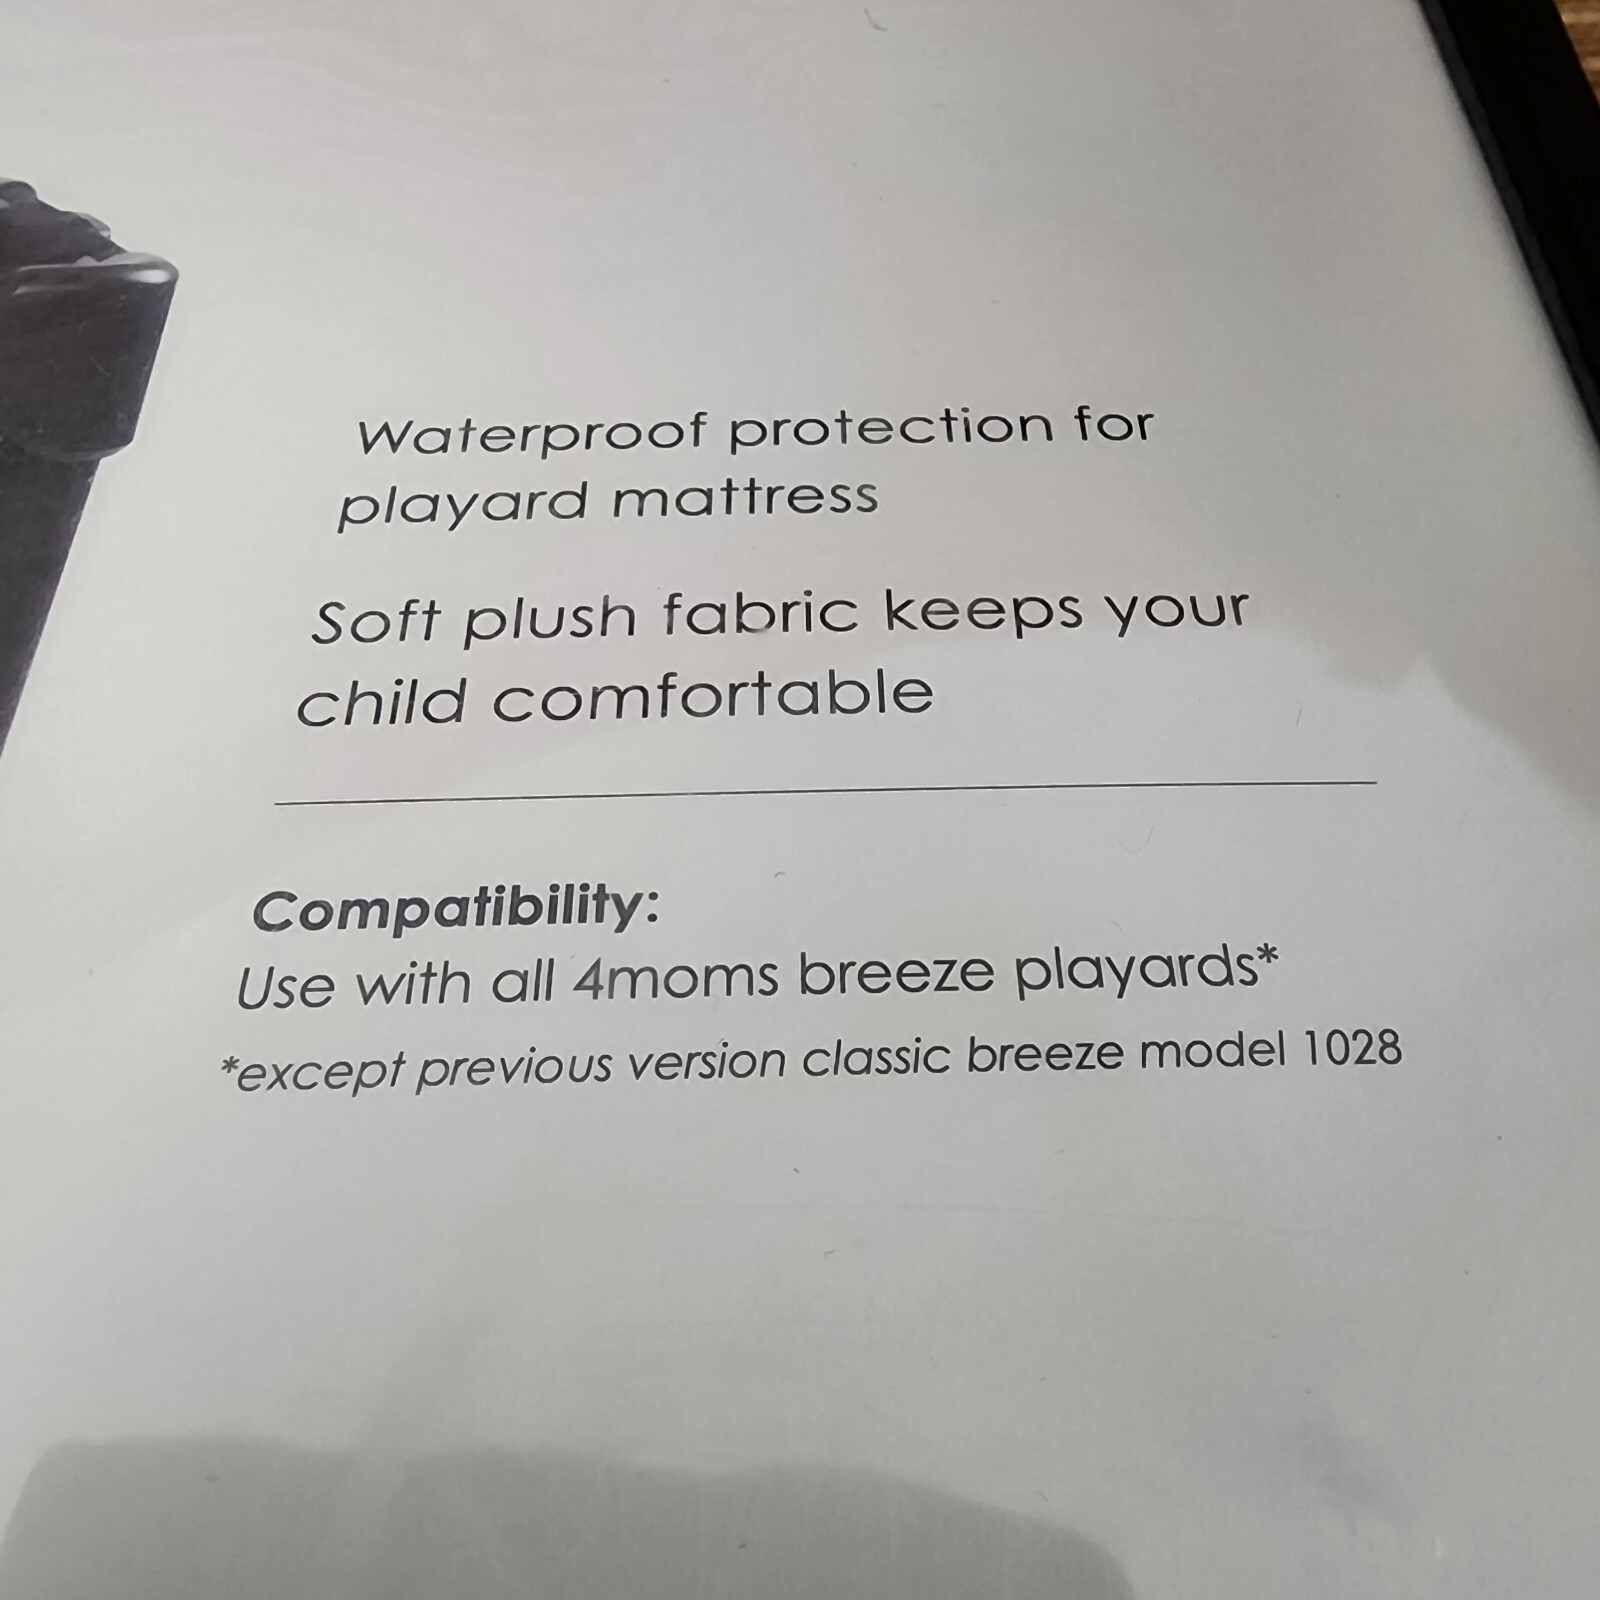 Waterproof protection for
playard mattress
Soft plush fabric keeps your
child comfortable
Compatibility:
Use with all 4moms breeze playards*
*except previous version classic breeze model 1028